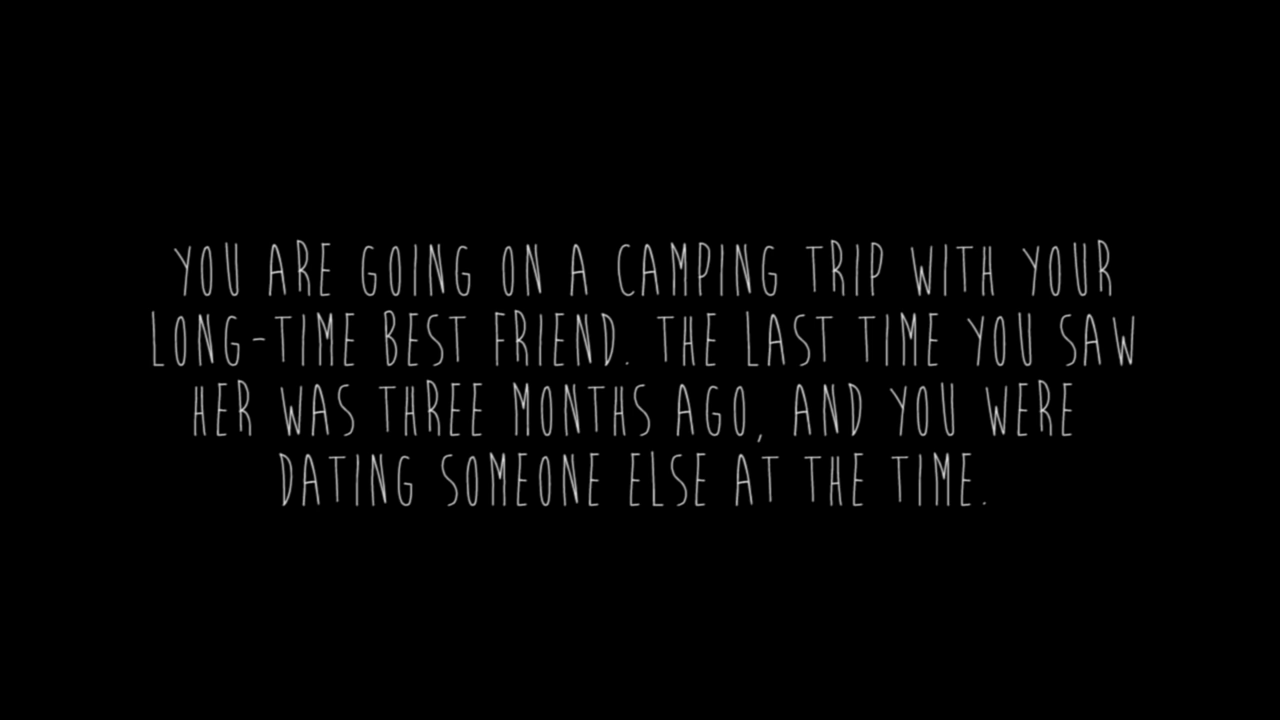 YOU ARE GOING ON A CAMPING TRIP WITH YOUR
LONG-TIME BEST FRIEND. THE LAST TIME YOU SAW
HER WAS THREE MONTHS AGO, AND YOU WERE
DATING SOMEONE ELSE AT THE TIME.